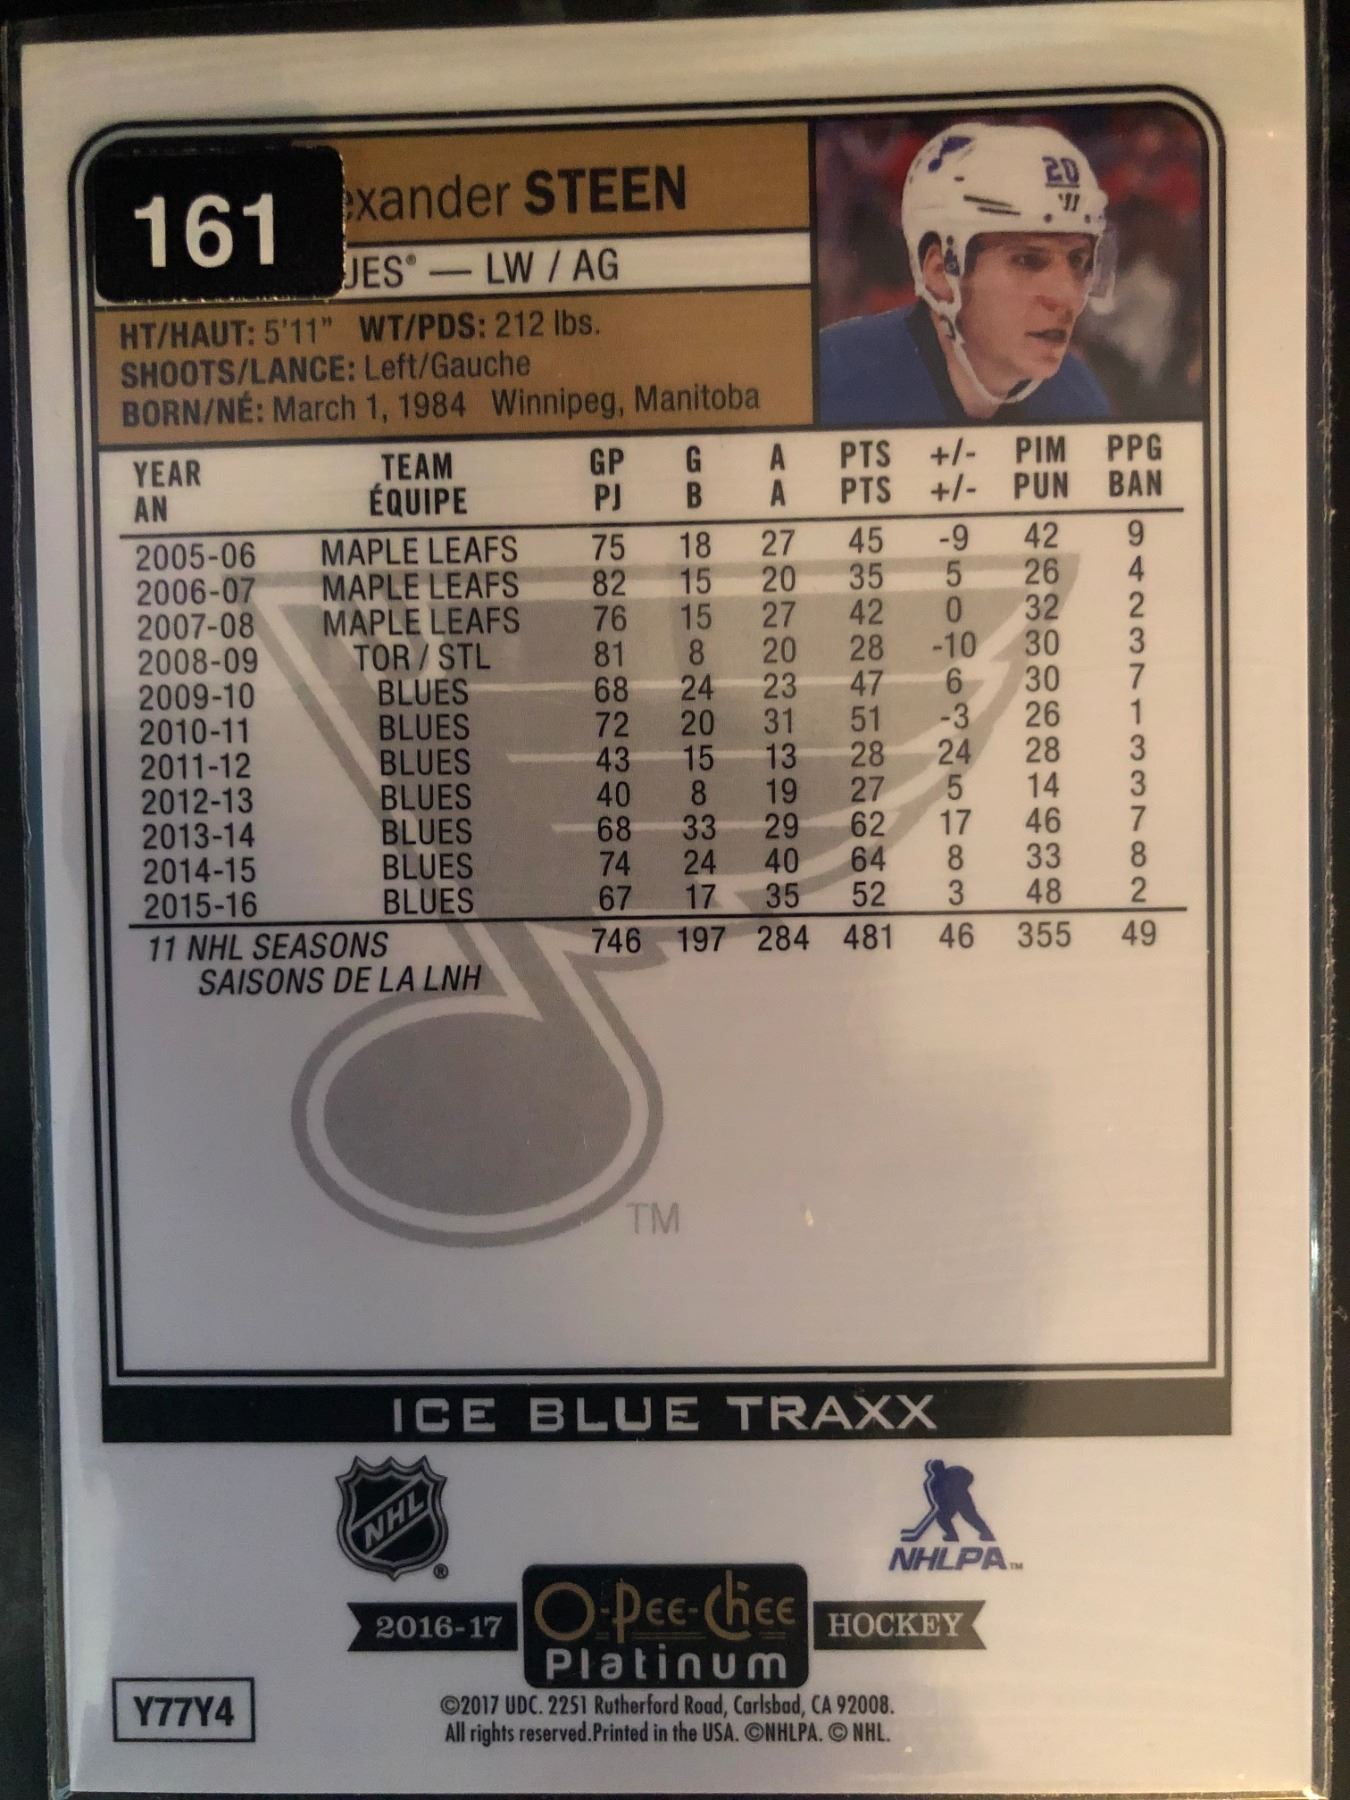 161
exander STEEN
20
UES® — LW / AG
HT/HAUT: 5'11" WT/PDS: 212 lbs.
SHOOTS/LANCE: Left/Gauche
BORN/NÉ: March 1, 1984 Winnipeg, Manitoba
YEAR TEAM GP G A PTS +/- PIM PPG
AN ÉQUIPE PJ B A PTS +/- PUN BAN
2005-06 MAPLE LEAFS 75 18 27 45 -9 42 9
2006-07 MAPLE LEAFS 82 15 20 35 5 26 4
2007-08 MAPLE LEAFS 76 15 27 42 0 32 2
2008-09 TOR / STL 81 8 20 28 -10 30 3
2009-10 BLUES 68 24 23 47 6 30 7
2010-11 BLUES 72 20 31 51 -3 26 1
2011-12 BLUES 43 15 13 28 24 28 3
2012-13 BLUES 40 8 19 27 5 14 3
2013-14 BLUES 68 33 29 62 17 46 7
2014-15 BLUES 74 24 40 64 8 33 8
2015-16 BLUES 67 17 35 52 3 48 2
11 NHL SEASONS 746 197 284 481 46 355 49
SAISONS DE LA LNH
TM
ICE BLUE TRAXX
NHL ®
NHLPA TM
2016-17 O-Pee-Chee HOCKEY
Platinum
Y77Y4
©2017 UDC. 2251 Rutherford Road, Carlsbad, CA 92008.
All rights reserved.Printed in the USA. ©NHLPA. © NHL.